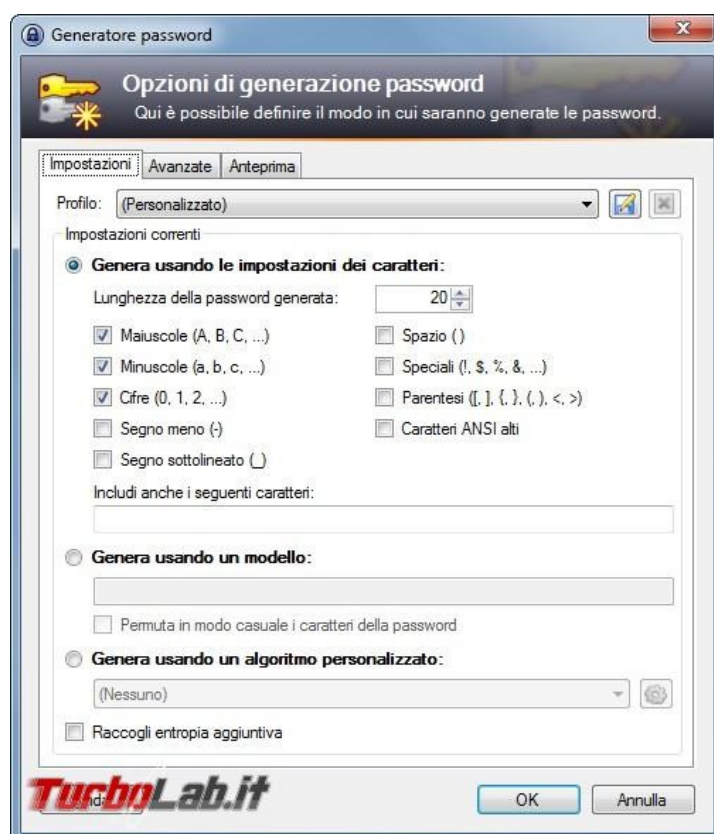 Generatore password
Opzioni di generazione password
Qui è possibile definire il modo in cui saranno generate le password.
Impostazioni Avanzate Anteprima
Profilo: (Personalizzato)
Impostazioni correnti
Genera usando le impostazioni dei caratteri:
Lunghezza della password generata: 20
Maiuscole (A, B, C, ...) Spazio ( )
Minuscole (a, b, c, ...) Speciali (!, $, %, &, ...)
Cifre (0, 1, 2, ...) Parentesi ([, ], {, }, (, ), <, >)
Segno meno (-) Caratteri ANSI alti
Segno sottolineato (_)
Includi anche i seguenti caratteri:
Genera usando un modello:
Permuta in modo casuale i caratteri della password
Genera usando un algoritmo personalizzato:
(Nessuno)
Raccogli entropia aggiuntiva
TurboLab.it OK Annulla